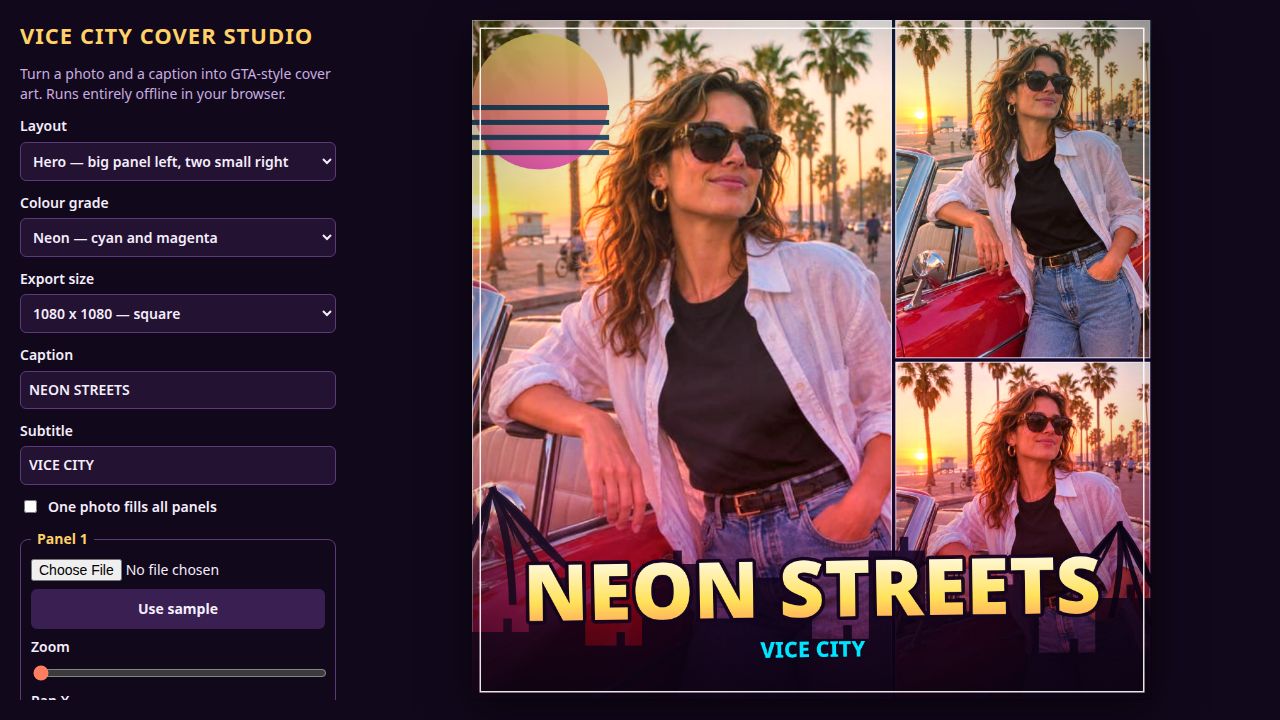 VICE CITY COVER STUDIO
Turn a photo and a caption into GTA-style cover
art. Runs entirely offline in your browser.
Layout
Hero — big panel left, two small right
Colour grade
Neon — cyan and magenta
Export size
1080 x 1080 — square
Caption
NEON STREETS
Subtitle
VICE CITY
One photo fills all panels
Panel 1
Choose File No file chosen
Use sample
Zoom
Pan X
NEON STREETS
VICE CITY